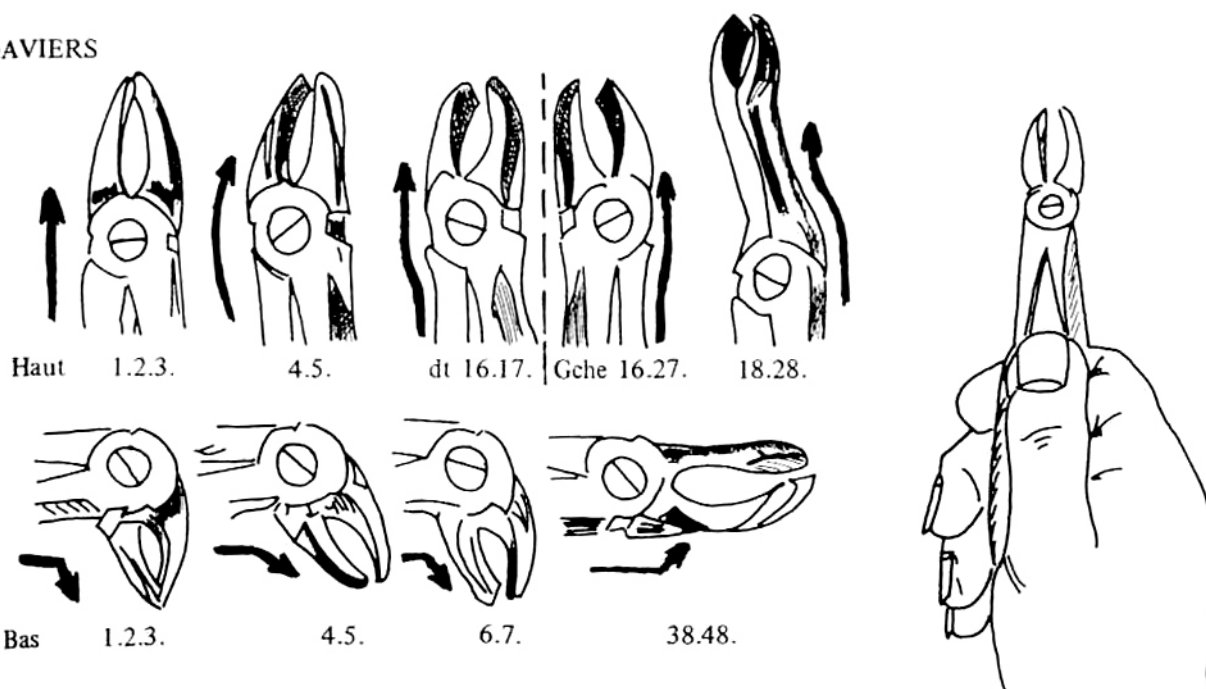 AVIERS
Haut 1.2.3. 4.5. dt 16.17. Gche 16.27. 18.28.
Bas 1.2.3. 4.5. 6.7. 38.48.